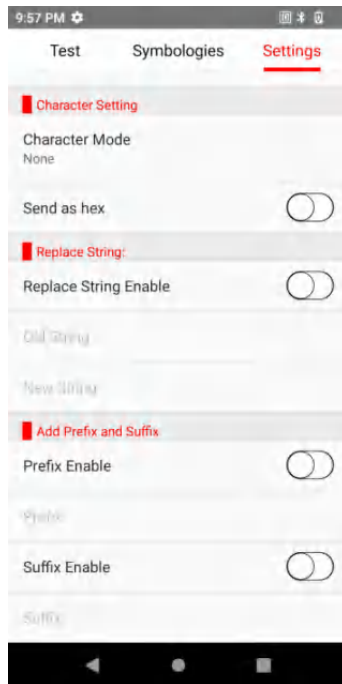 9:57 PM
Test Symbologies Settings
Character Setting
Character Mode
None
Send as hex
Replace String:
Replace String Enable
Old String
New String
Add Prefix and Suffix
Prefix Enable
Prefix
Suffix Enable
Suffix